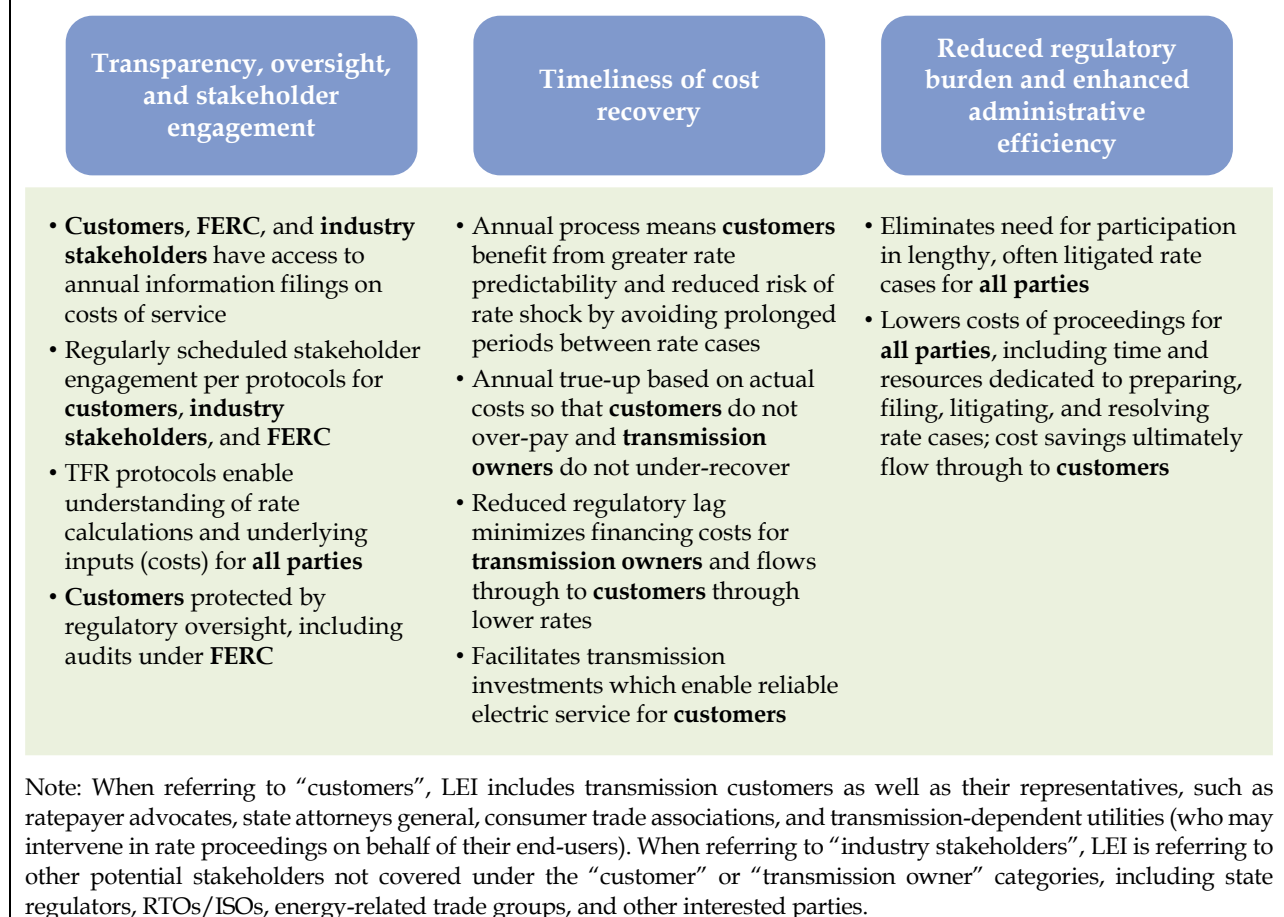 Transparency, oversight,
and stakeholder
engagement
Timeliness of cost
recovery
Reduced regulatory
burden and enhanced
administrative
efficiency
• Customers, FERC, and industry
stakeholders have access to
annual information filings on
costs of service
• Regularly scheduled stakeholder
engagement per protocols for
customers, industry
stakeholders, and FERC
• TFR protocols enable
understanding of rate
calculations and underlying
inputs (costs) for all parties
• Customers protected by
regulatory oversight, including
audits under FERC
• Annual process means customers
benefit from greater rate
predictability and reduced risk of
rate shock by avoiding prolonged
periods between rate cases
• Annual true-up based on actual
costs so that customers do not
over-pay and transmission
owners do not under-recover
• Reduced regulatory lag
minimizes financing costs for
transmission owners and flows
through to customers through
lower rates
• Facilitates transmission
investments which enable reliable
electric service for customers
• Eliminates need for participation
in lengthy, often litigated rate
cases for all parties
• Lowers costs of proceedings for
all parties, including time and
resources dedicated to preparing,
filing, litigating, and resolving
rate cases; cost savings ultimately
flow through to customers
Note: When referring to “customers”, LEI includes transmission customers as well as their representatives, such as
ratepayer advocates, state attorneys general, consumer trade associations, and transmission-dependent utilities (who may
intervene in rate proceedings on behalf of their end-users). When referring to “industry stakeholders”, LEI is referring to
other potential stakeholders not covered under the “customer” or “transmission owner” categories, including state
regulators, RTOs/ISOs, energy-related trade groups, and other interested parties.